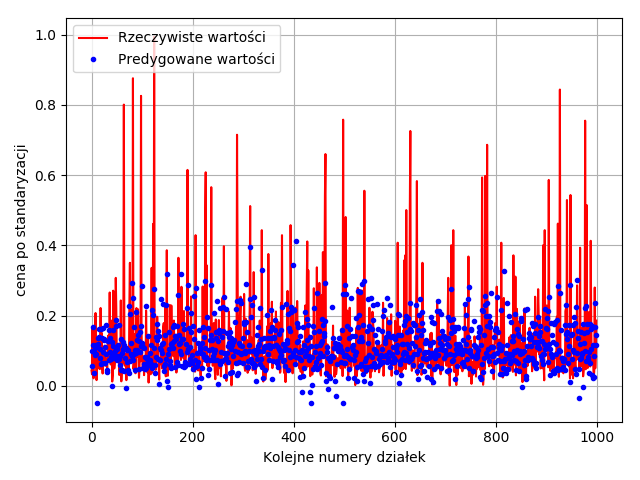 Rzeczywiste wartości
Predygowane wartości
cena po standaryzacji
1.0
0.8
0.6
0.4
0.2
0.0
0 200 400 600 800 1000
Kolejne numery działek